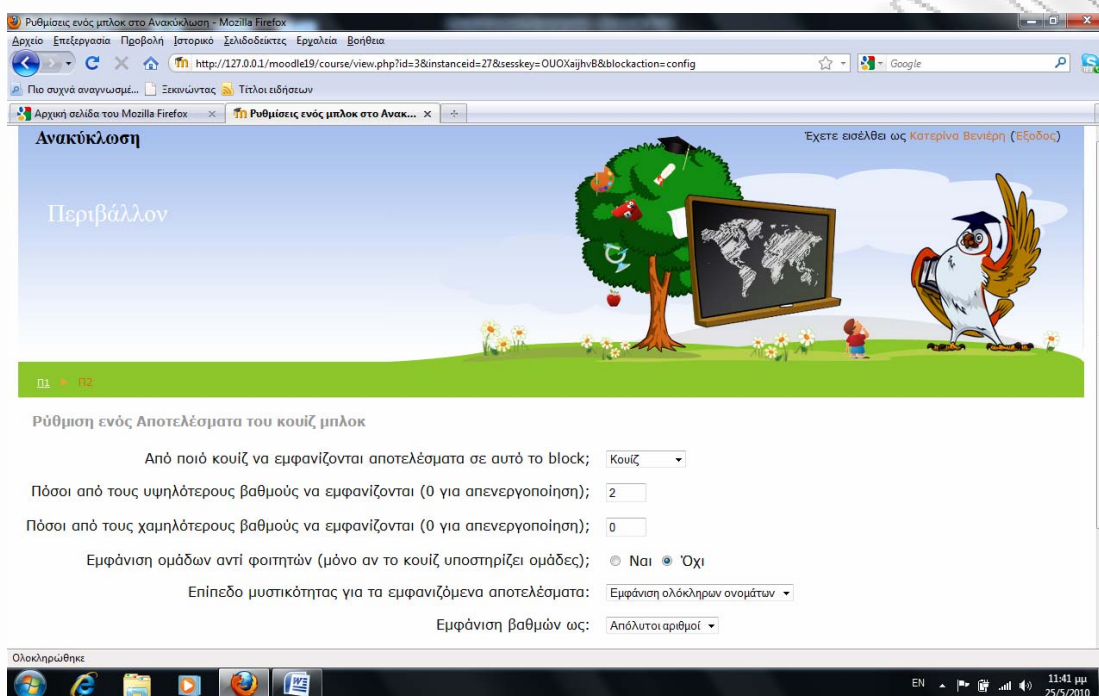 Ρυθμίσεις ενός μπλοκ στο Ανακύκλωση - Mozilla Firefox
Αρχείο Επεξεργασία Προβολή Ιστορικό Σελιδοδείκτες Εργαλεία Βοήθεια
http://127.0.0.1/moodle19/course/view.php?id=3&instanceid=27&sesskey=OUOXaijhvB&blockaction=config
Google
Πιο συχνά αναγνωσμέ... Ξεκινώντας Τίτλοι ειδήσεων
Αρχική σελίδα του Mozilla Firefox Ρυθμίσεις ενός μπλοκ στο Ανακ...
Ανακύκλωση
Έχετε εισέλθει ως Κατερίνα Βενιέρη (Έξοδος)
Περιβάλλον
Π1 ► Π2
Ρύθμιση ενός Αποτελέσματα του κουίζ μπλοκ
Από ποιό κουίζ να εμφανίζονται αποτελέσματα σε αυτό το block; Κουίζ
Πόσοι από τους υψηλότερους βαθμούς να εμφανίζονται (0 για απενεργοποίηση); 2
Πόσοι από τους χαμηλότερους βαθμούς να εμφανίζονται (0 για απενεργοποίηση); 0
Εμφάνιση ομάδων αντί φοιτητών (μόνο αν το κουίζ υποστηρίζει ομάδες); Ναι Όχι
Επίπεδο μυστικότητας για τα εμφανιζόμενα αποτελέσματα: Εμφάνιση ολόκληρων ονομάτων
Εμφάνιση βαθμών ως: Απόλυτοι αριθμοί
Ολοκληρώθηκε
EN
11:41 μμ
25/5/2010